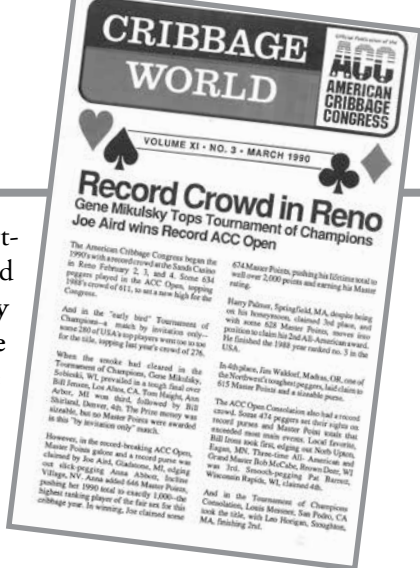 CRIBBAGE
WORLD
Official Publication of the
ACC
AMERICAN
CRIBBAGE
CONGRESS
VOLUME XI • NO. 3 • MARCH 1990
Record Crowd in Reno
Gene Mikulsky Tops Tournament of Champions
Joe Aird wins Record ACC Open
The American Cribbage Congress began the
1990's with a record crowd at the Sands Casino
in Reno February 2, 3, and 4. Some 634
peggers played in the ACC Open, topping
1988's crowd of 611, to set a new high for the
Congress.
And in the "early bird" Tournament of
Champions—a match by invitation only—
some 280 of USA's top players went toe to toe
for the title, topping last year's crowd of 276.
When the smoke had cleared in the
Tournament of Champions, Gene Mikulsky,
WI, prevailed in a tough final over
Bill Jensen, Los Altos, CA. Tom Haight, Ann
Arbor, MI won third, followed by Bill
Shirland, Denver, 4th. The Prize money was
sizeable, but no Master Points were awarded
in this "by invitation only" match.
However, in the record-breaking ACC Open,
Master Points galore and a record purse was
claimed by Joe Aird, Gladstone, MI, edging
out slick-pegging Anna Abbott, Incline
Village, NV. Anna added 646 Master Points,
pushing her 1990 total to exactly 1,000—the
highest ranking player of the fair sex for this
cribbage year. In winning, Joe claimed some
674 Master Points, pushing his lifetime total to
well over 2,000 points and earning his Master
rating.
Harry Palmer, Springfield, MA, despite being
on his honeymoon, claimed 3rd place, and
with some 628 Master Points, moved into
position to claim his 2nd All-American award.
He finished the 1988 year ranked no. 3 in the
USA.
In 4th place, Jim Madras, OR, one of
the Northwest's toughest peggers, laid claim to
615 Master Points and a sizeable purse.
The ACC Open Consolation also had a record
crowd. Some 474 peggers set their sights on
record purses and Master Point totals that
exceeded most main events. Local favorite,
Bill Irons took first, edging out Norb Upton,
Eagan, MN. Three-time All-American and
Grand Master Bob McCabe, Brown Deer, WI
was 3rd. Smooth-pegging Pat Barrett,
Wisconsin Rapids, WI, claimed 4th.
And in the Tournament of Champions
Consolation, Louis San Pedro, CA
took the title, with Leo Horigan, Stoughton,
MA, finishing 2nd.
t-
d
y
e